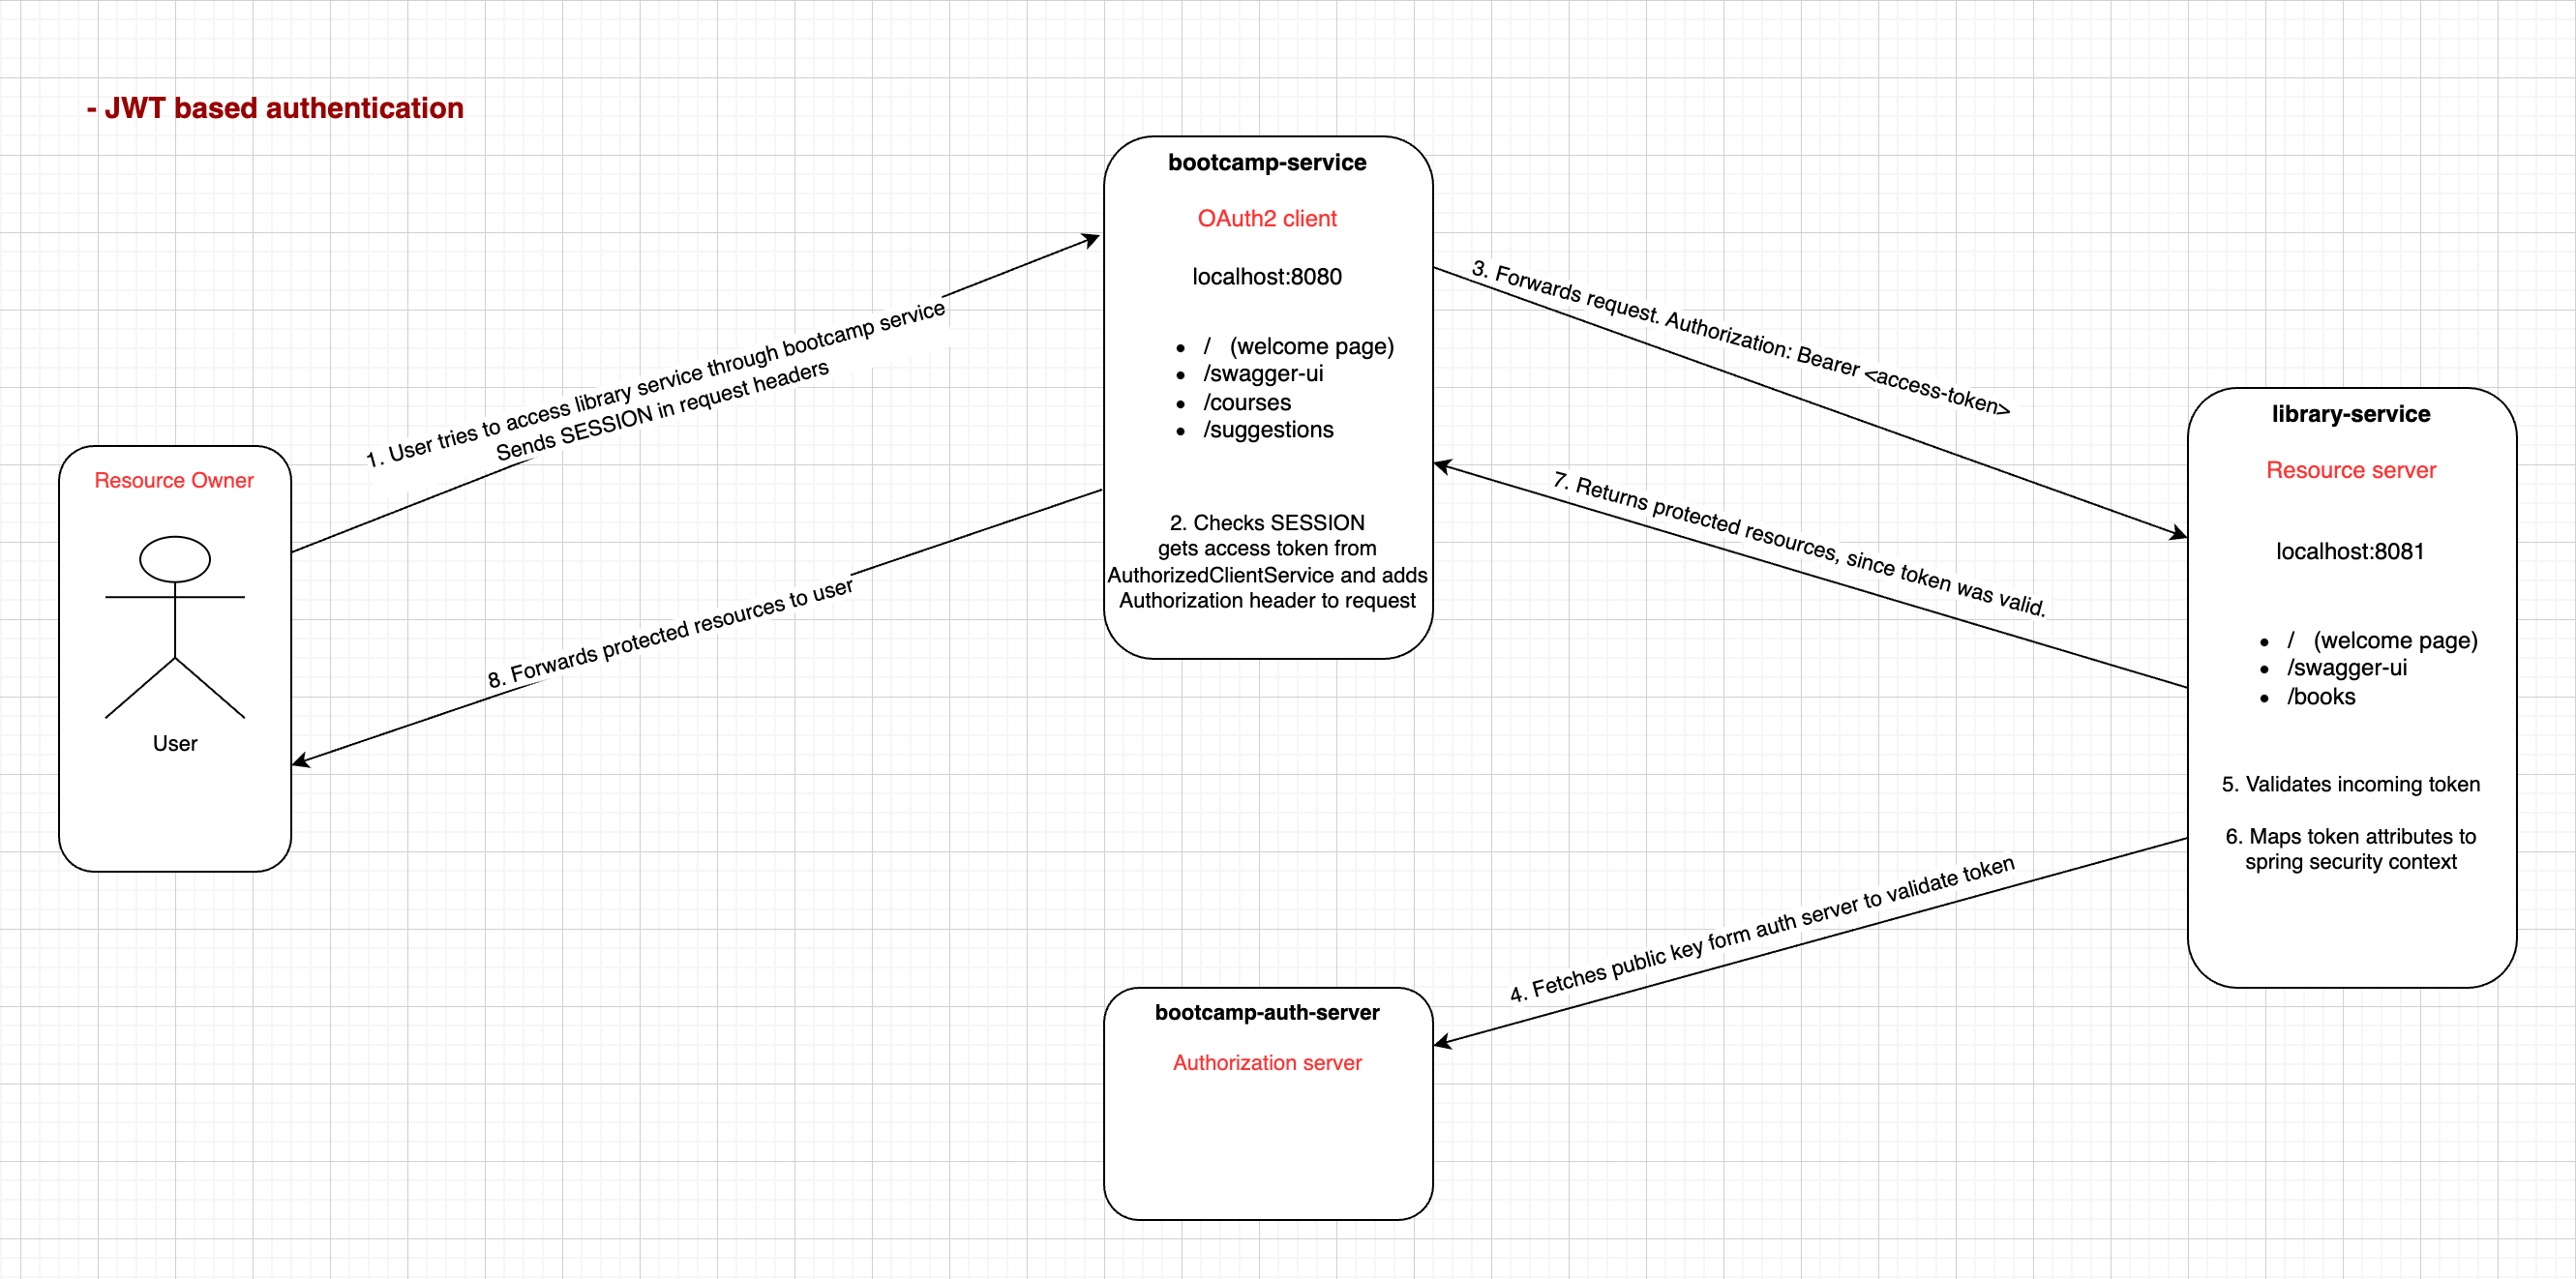 - JWT based authentication
bootcamp-service
OAuth2 client
localhost:8080
• / (welcome page)
• /swagger-ui
• /courses
• /suggestions
2. Checks SESSION
gets access token from
AuthorizedClientService and adds
Authorization header to request
1. User tries to access library service through bootcamp service
Sends SESSION in request headers
3. Forwards request. Authorization: Bearer <access-token>
Resource Owner
User
8. Forwards protected resources to user
7. Returns protected resources, since token was valid.
library-service
Resource server
localhost:8081
• / (welcome page)
• /swagger-ui
• /books
5. Validates incoming token
6. Maps token attributes to
spring security context
4. Fetches public key form auth server to validate token
bootcamp-auth-server
Authorization server